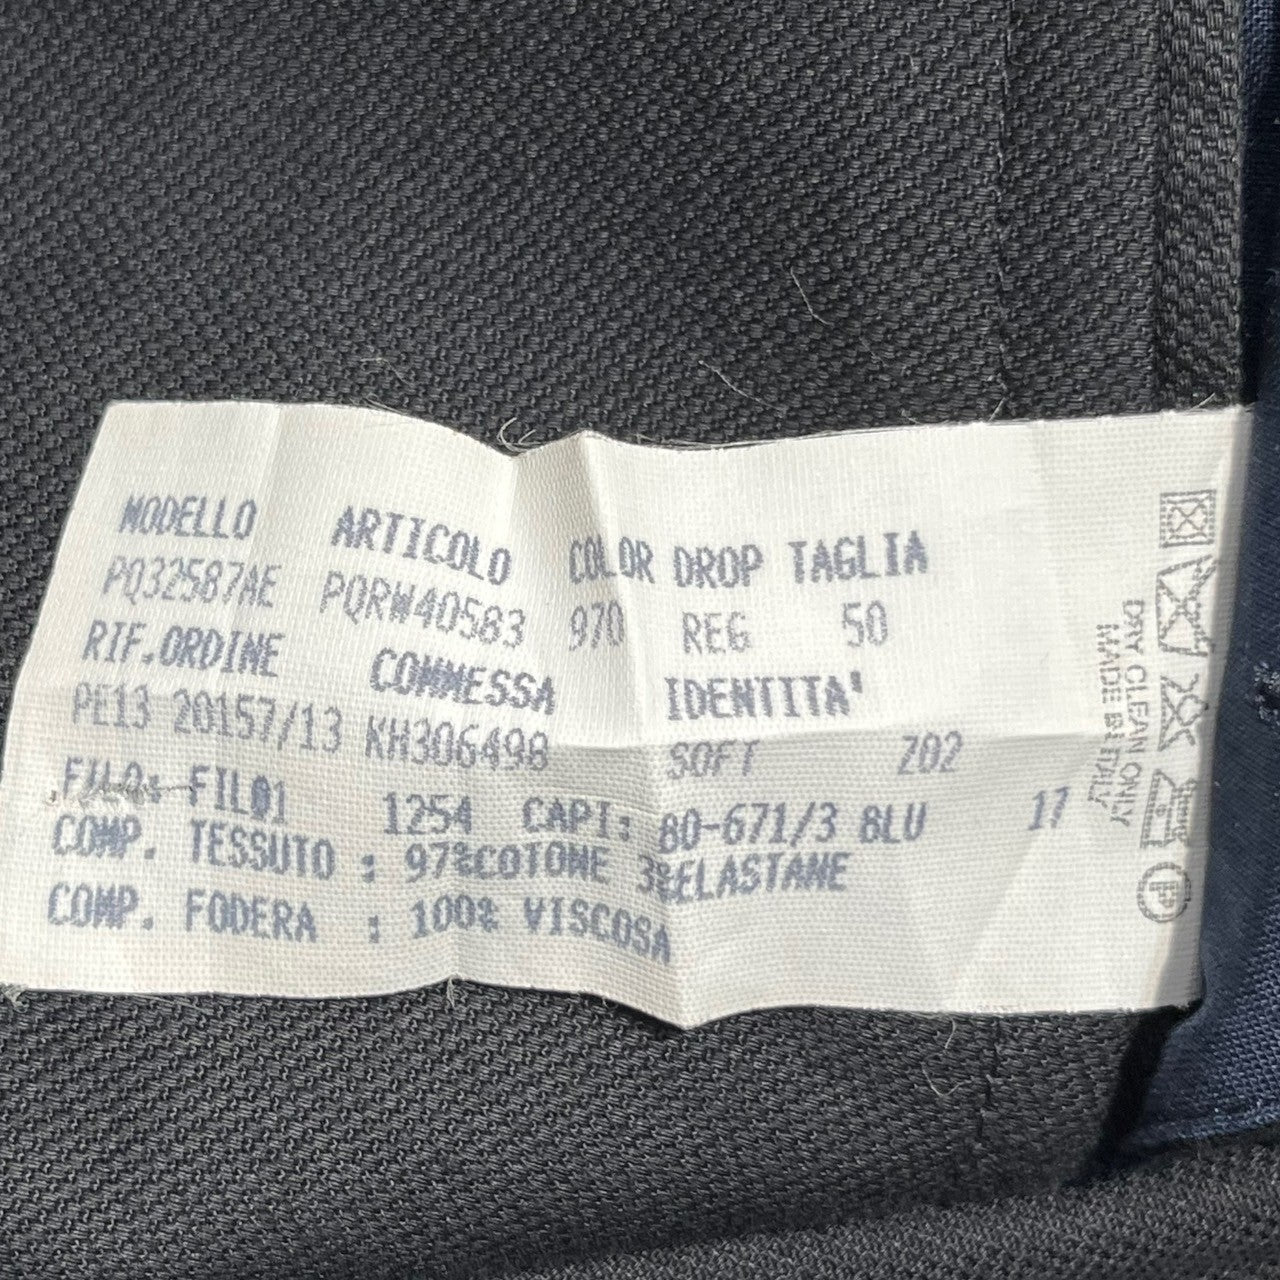 MODELLO ARTICOLO COLOR DROP TAGLIA
PQ32587AE PQRW40583 970 REG 50
RIF.ORDINE COMMESSA IDENTITA'
PE13 20157/13 KH306498 SOFT Z02
FILO: FIL01 1254 CAPI: 80-671/3 BLU 17
COMP. TESSUTO : 97%COTONE 3%ELASTANE
COMP. FODERA : 100% VISCOSA
DRY CLEAN ONLY
MADE IN ITALY